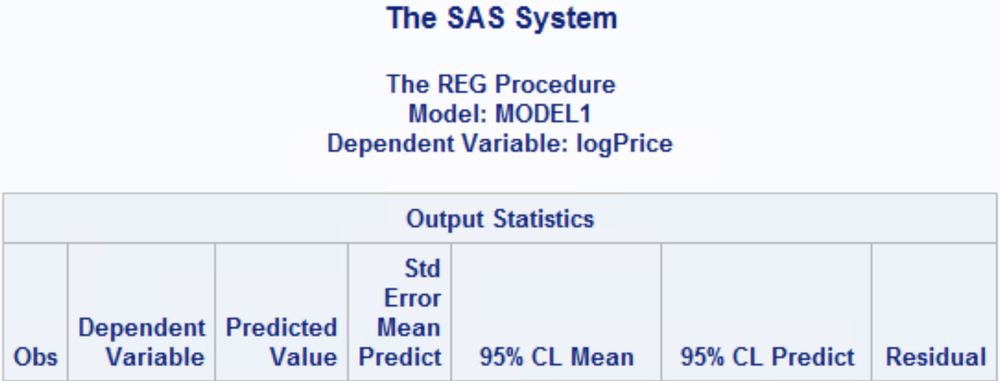 The SAS System
The REG Procedure
Model: MODEL1
Dependent Variable: logPrice
Output Statistics
Obs
Dependent
Variable
Predicted
Value
Std
Error
Mean
Predict
95% CL Mean
95% CL Predict
Residual